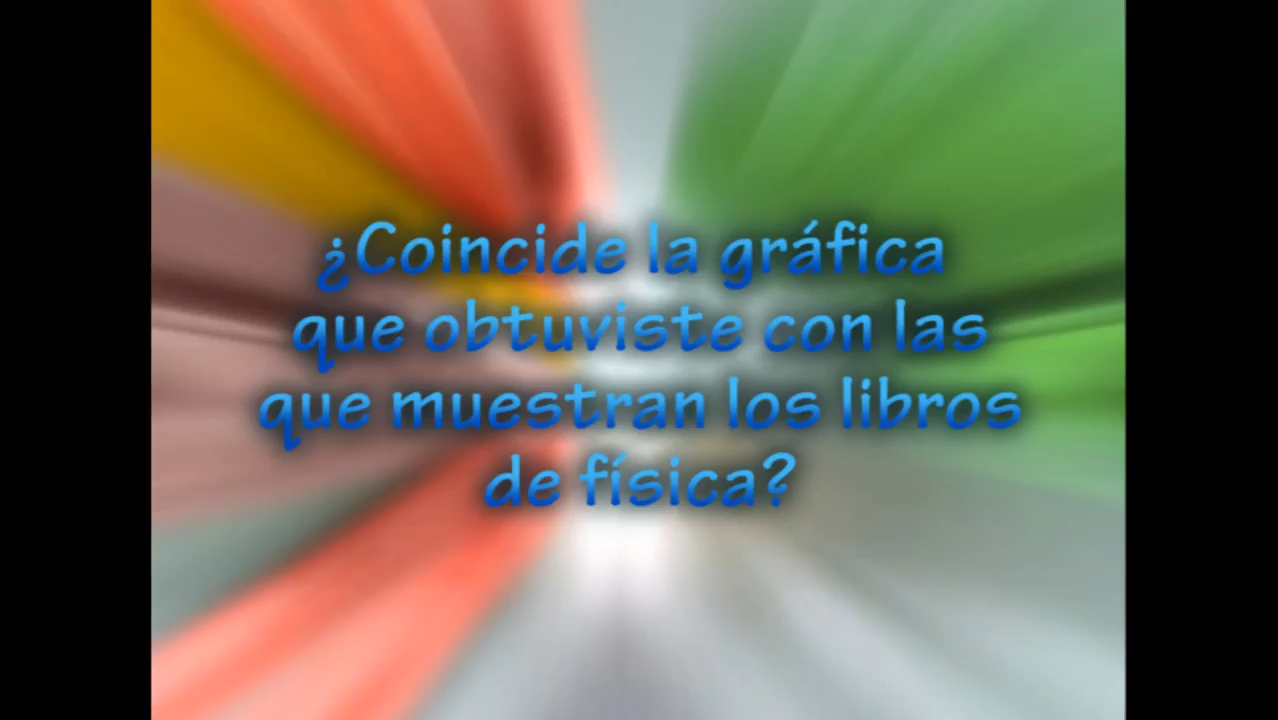 ¿Coincide la gráfica
que obtuviste con las
que muestran los libros
de física?